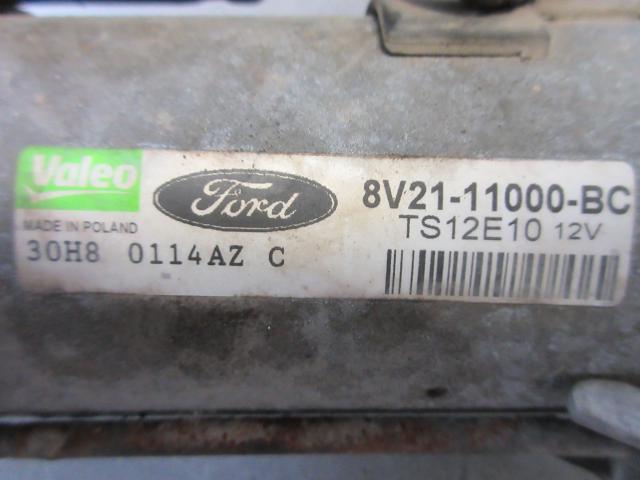 Valeo
Ford
8V21-11000-BC
MADE IN POLAND
TS12E10 12V
30H8 0114AZ C